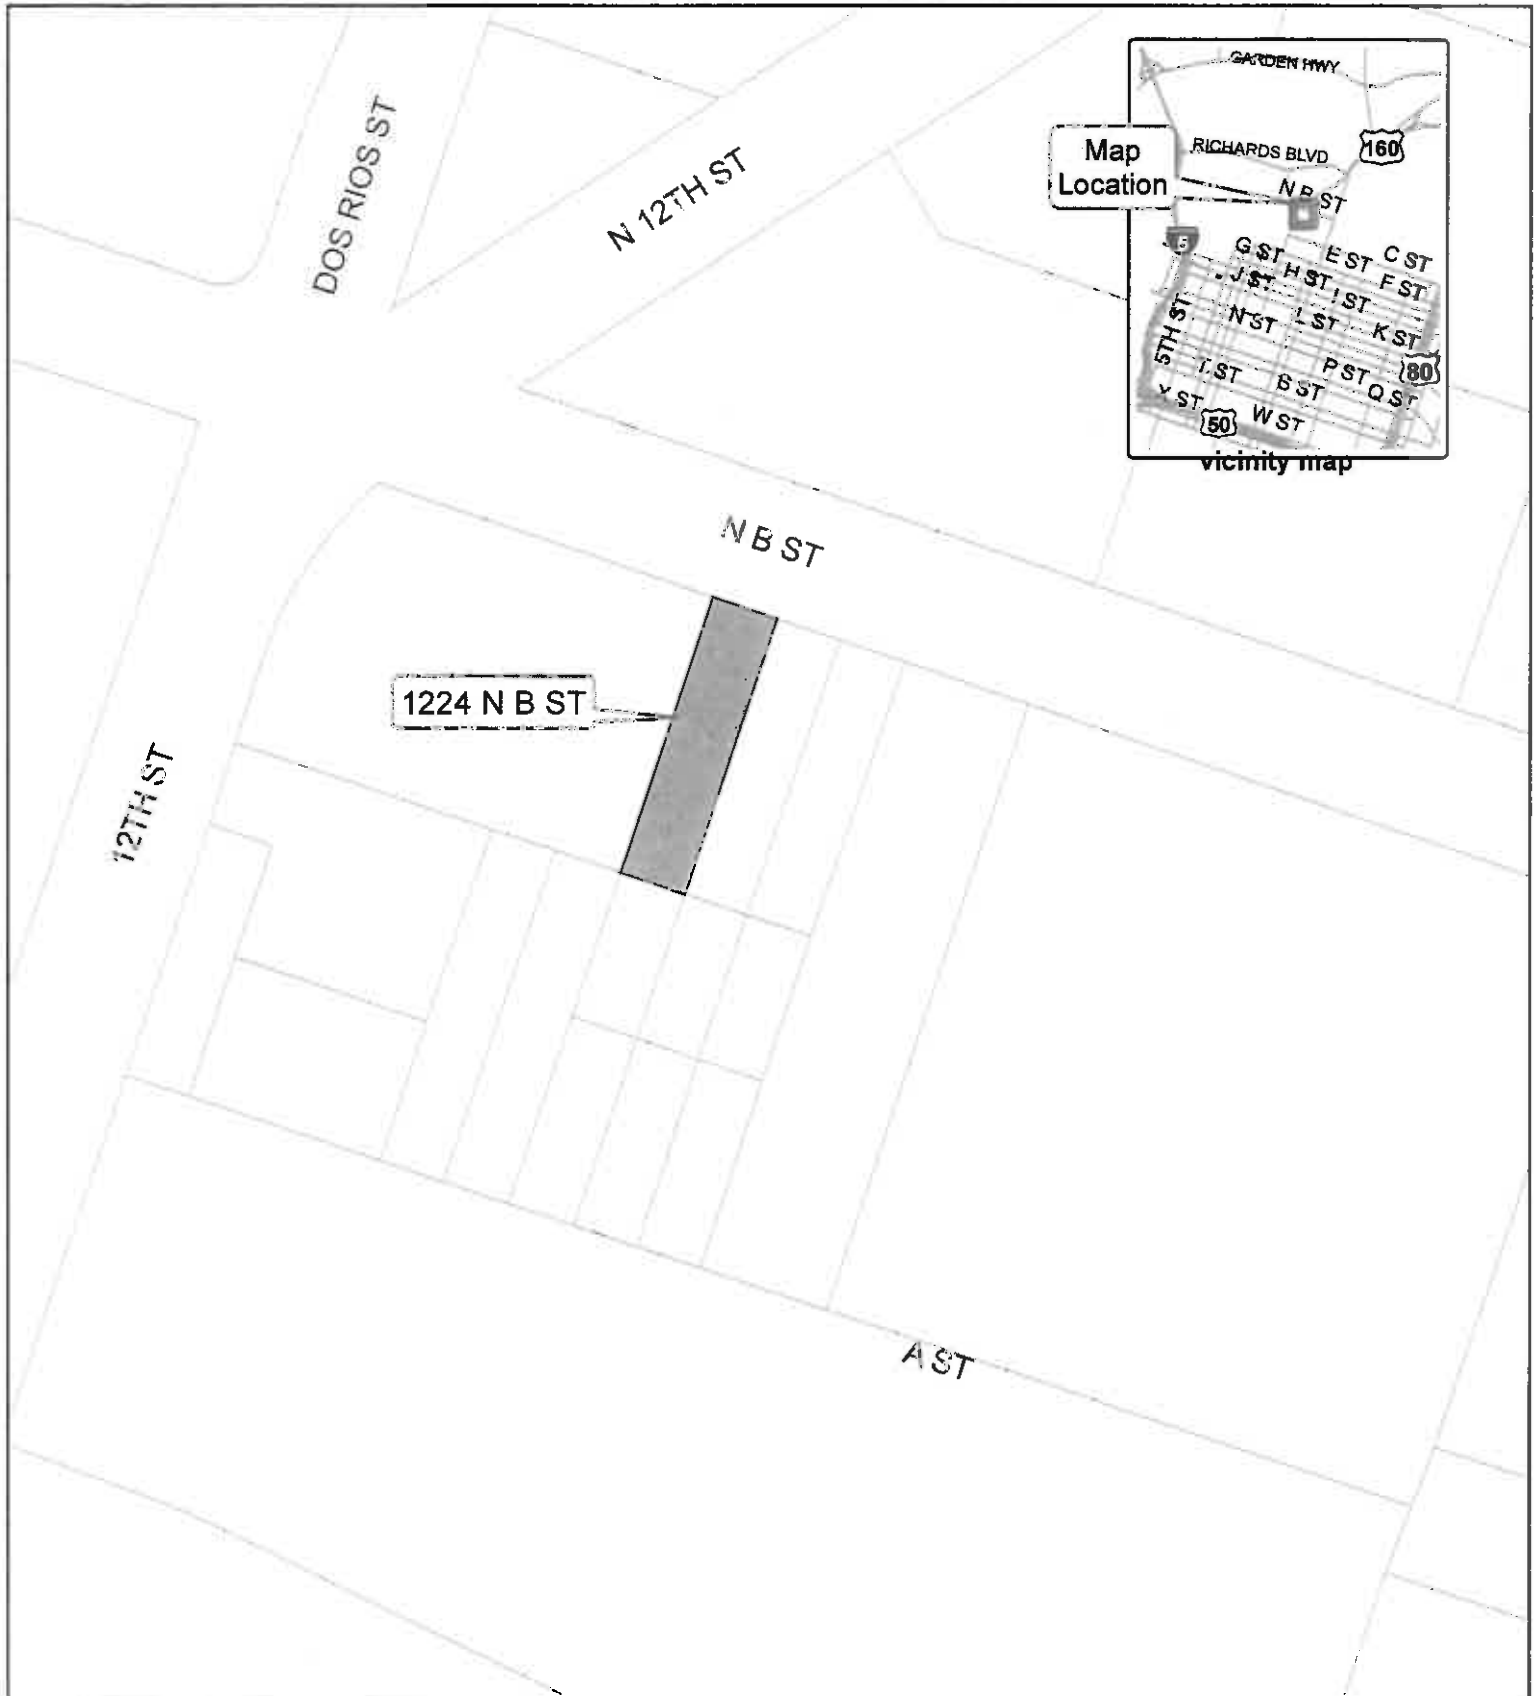 GARDEN HWY
Map
Location
RICHARDS BLVD
160
N B ST
5
G ST
E ST
C ST
J ST
H ST
F ST
I ST
N ST
L ST
K ST
5TH ST
P ST
80
T ST
S ST
Q ST
X ST
50
W ST
vicinity map
DOS RIOS ST
N 12TH ST
N B ST
1224 N B ST
12TH ST
A ST